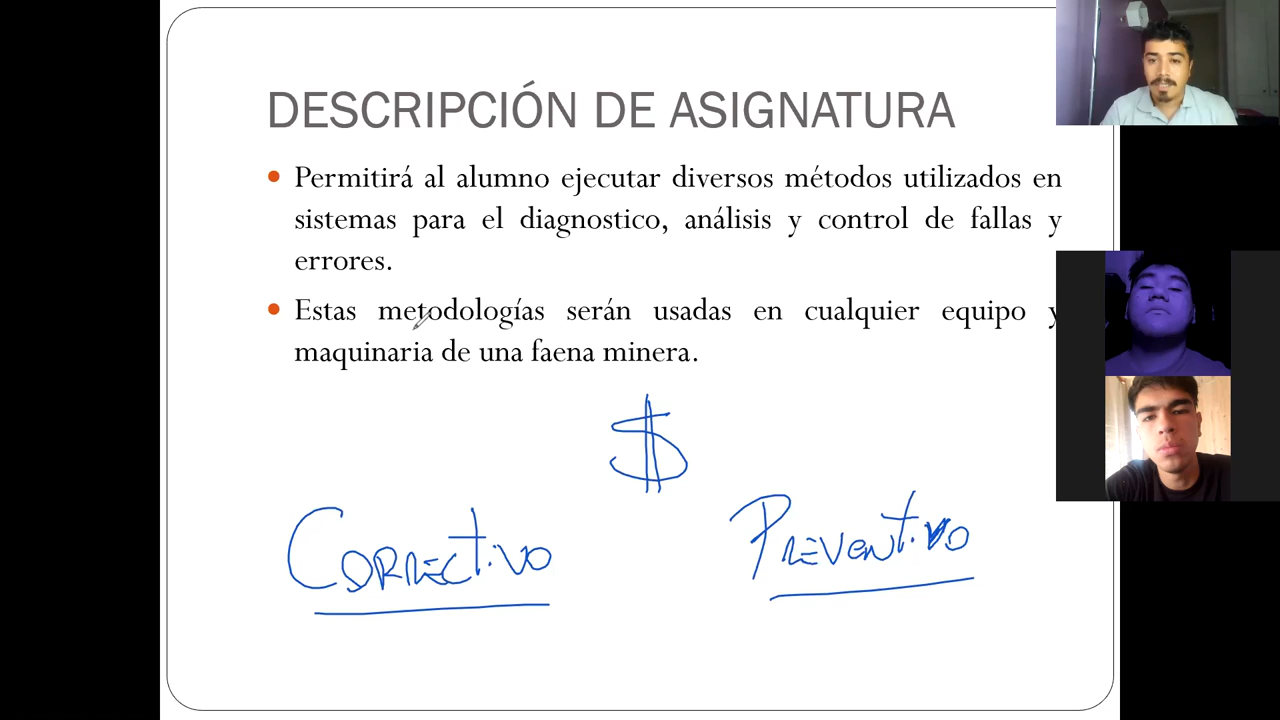 DESCRIPCIÓN DE ASIGNATURA
• Permitirá al alumno ejecutar diversos métodos utilizados en
sistemas para el diagnostico, análisis y control de fallas y
errores.
• Estas metodologías serán usadas en cualquier equipo y
maquinaria de una faena minera.
$
Correctivo Preventivo